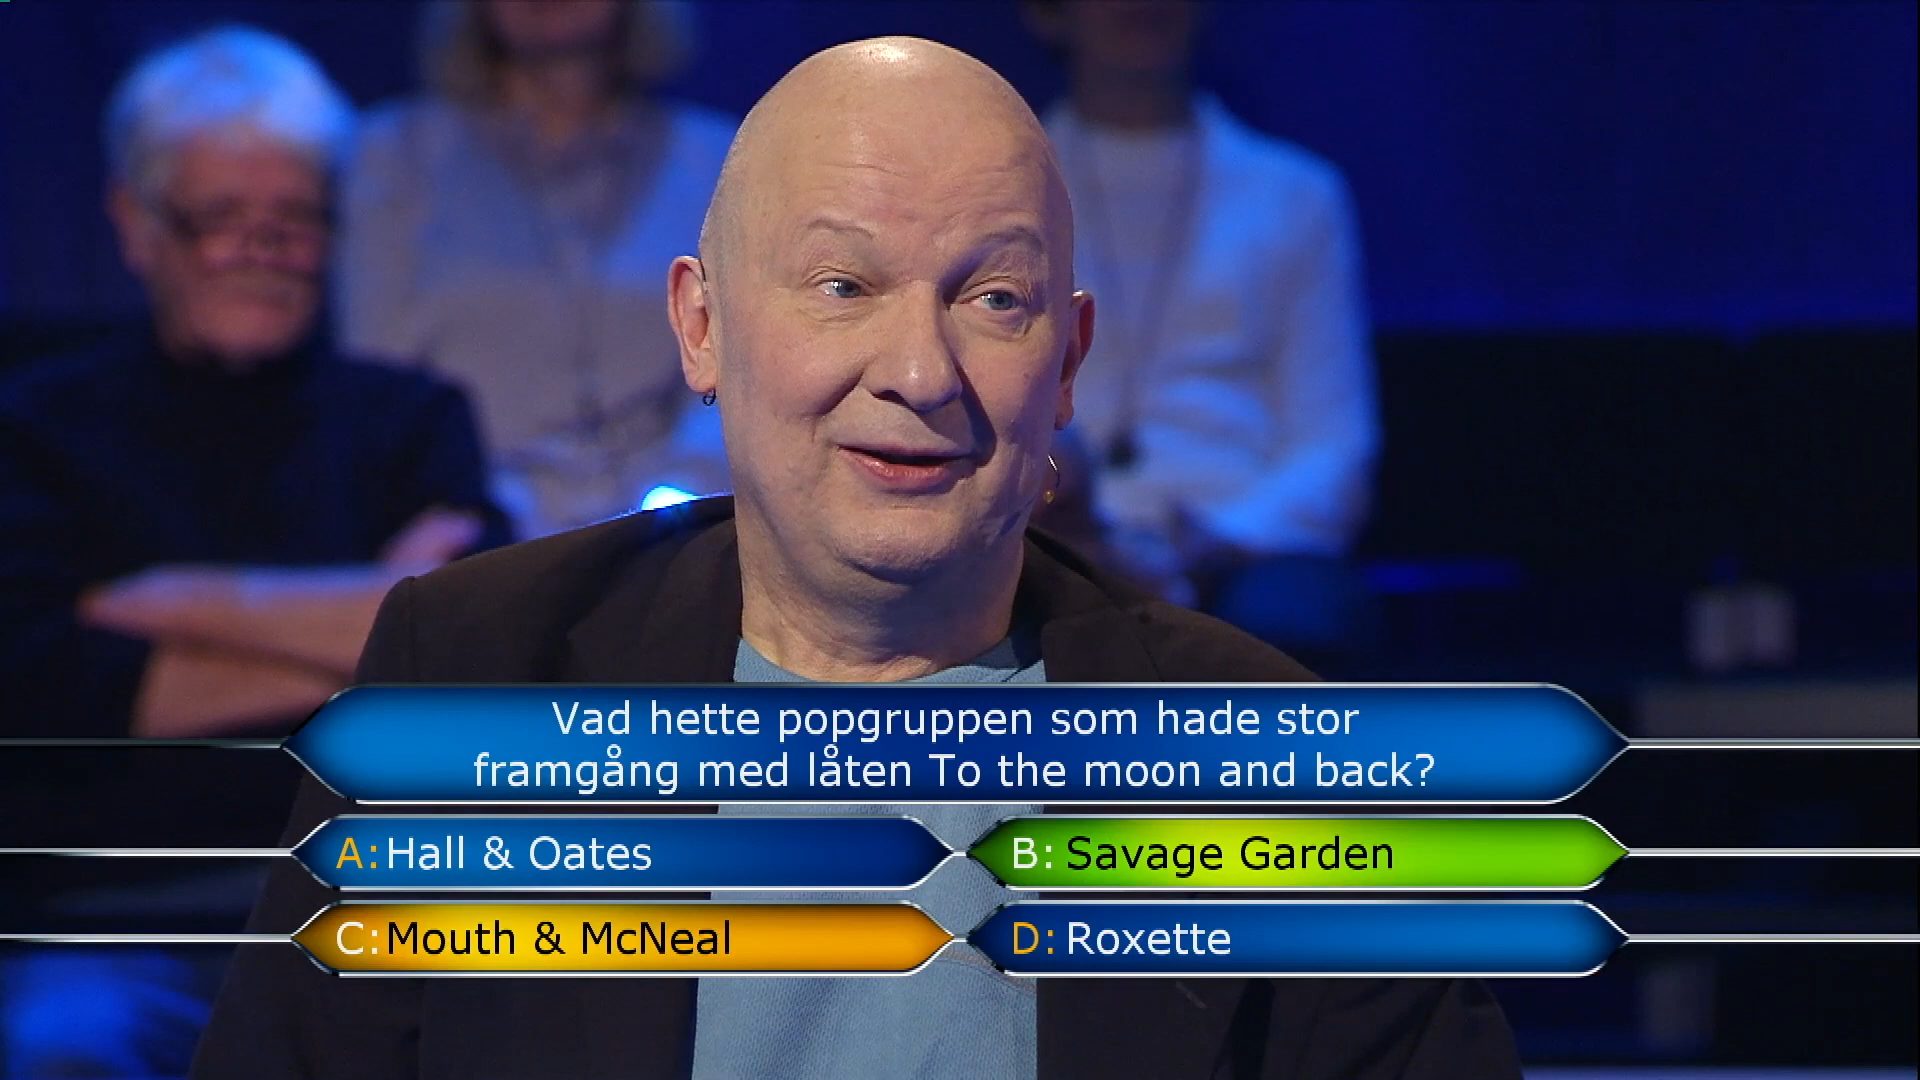 Vad hette popgruppen som hade stor
framgång med låten To the moon and back?
A: Hall & Oates
B: Savage Garden
C: Mouth & McNeal
D: Roxette